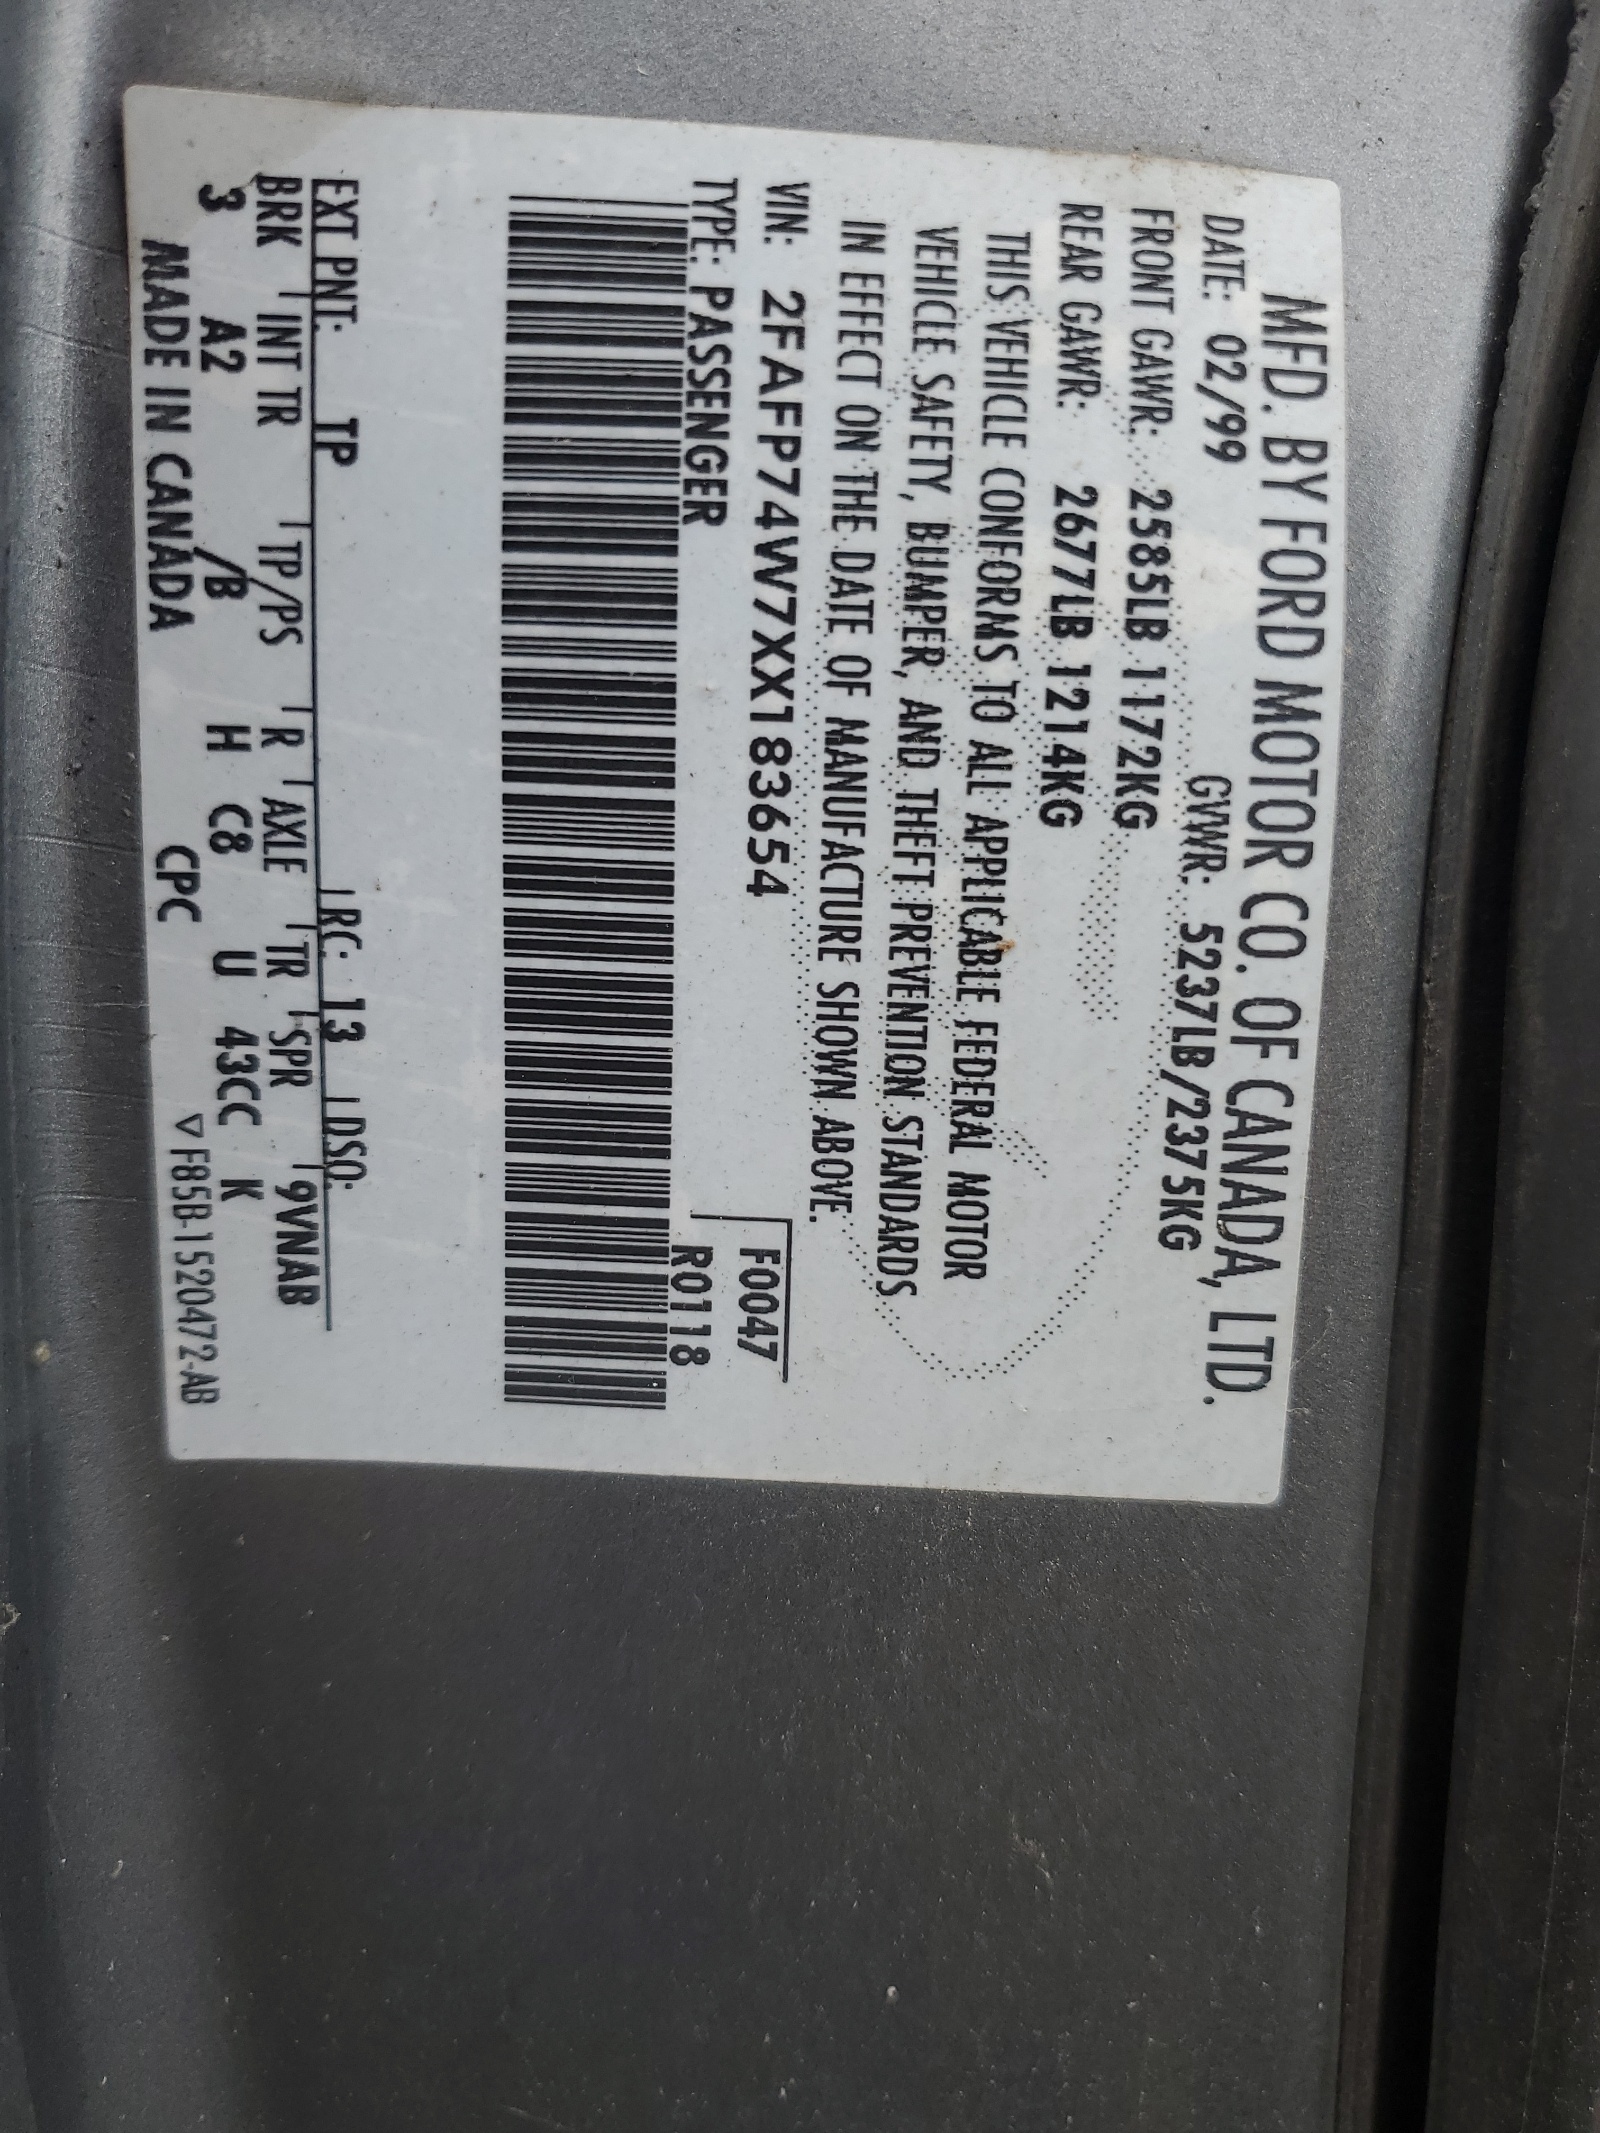 MFD. BY FORD MOTOR CO. OF CANADA, LTD.
DATE: 02/99 GVWR: 5237LB/2375KG
FRONT GAWR: 2585LB 1172KG
REAR GAWR: 2677LB 1214KG
THIS VEHICLE CONFORMS TO ALL APPLICABLE FEDERAL MOTOR
VEHICLE SAFETY, BUMPER, AND THEFT PREVENTION STANDARDS
IN EFFECT ON THE DATE OF MANUFACTURE SHOWN ABOVE.
VIN: 2FAFP74W7XX183654 F0047
TYPE: PASSENGER R0118
EXT PNT: TP RC: 13 DSO:
BRK INT TR TP/PS R AXLE TR SPR 9VNAB
3 A2 /B H C8 U 43CC K
MADE IN CANADA CPC ▽F85B-1520472-AB